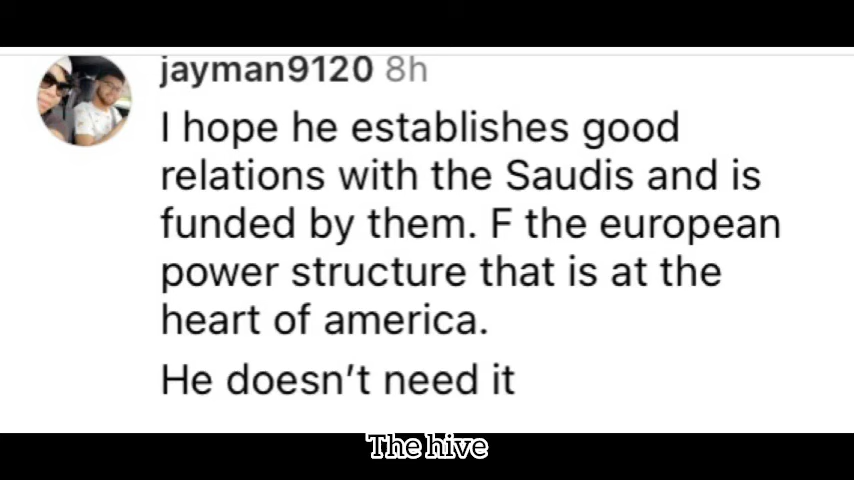 jayman9120 8h
I hope he establishes good
relations with the Saudis and is
funded by them. F the european
power structure that is at the
heart of america.
He doesn't need it
The hive